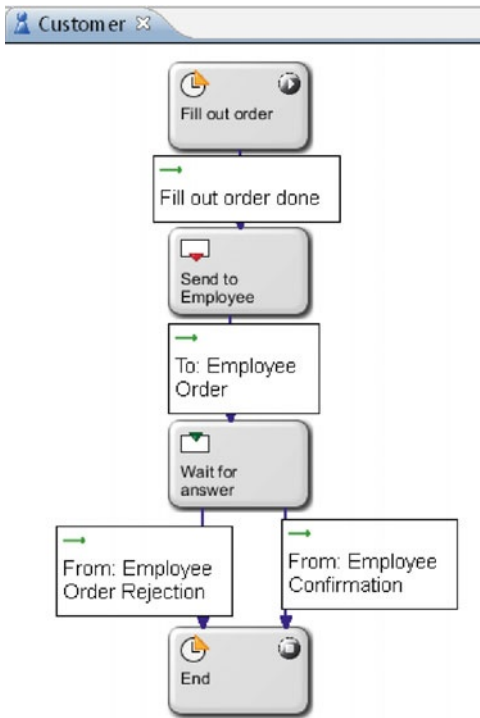 Customer
Fill out order
Fill out order done
Send to
Employee
To: Employee
Order
Wait for
answer
From: Employee
Order Rejection
From: Employee
Confirmation
End